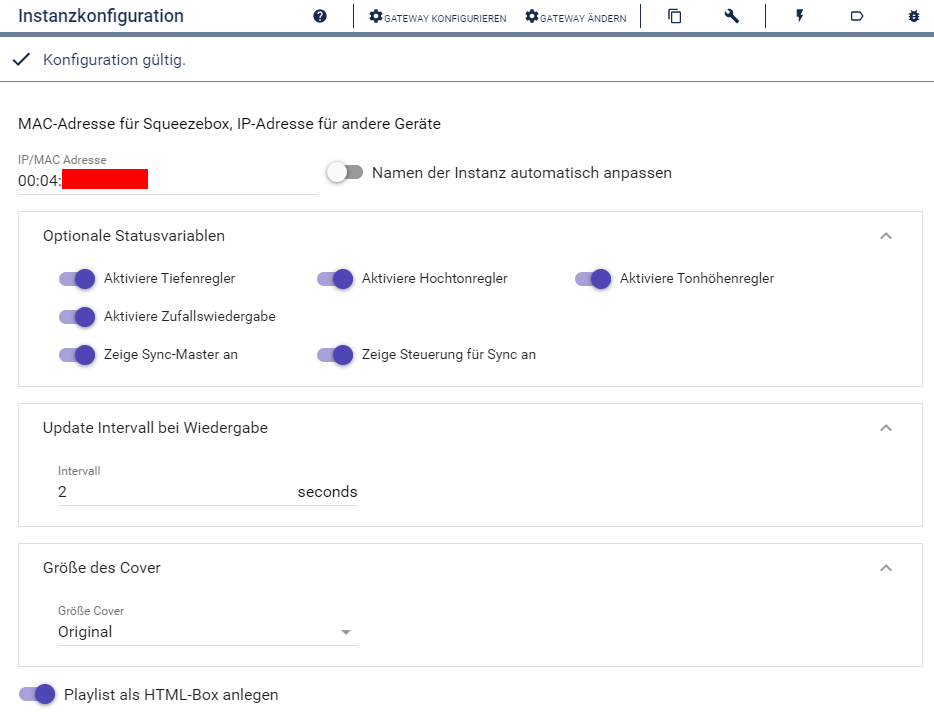 Instanzkonfiguration
GATEWAY KONFIGURIEREN GATEWAY ÄNDERN
Konfiguration gültig.
MAC-Adresse für Squeezebox, IP-Adresse für andere Geräte
IP/MAC Adresse
00:04:
Namen der Instanz automatisch anpassen
Optionale Statusvariablen
Aktiviere Tiefenregler Aktiviere Hochtonregler Aktiviere Tonhöhenregler
Aktiviere Zufallswiedergabe
Zeige Sync-Master an Zeige Steuerung für Sync an
Update Intervall bei Wiedergabe
Intervall
2 seconds
Größe des Cover
Größe Cover
Original
Playlist als HTML-Box anlegen